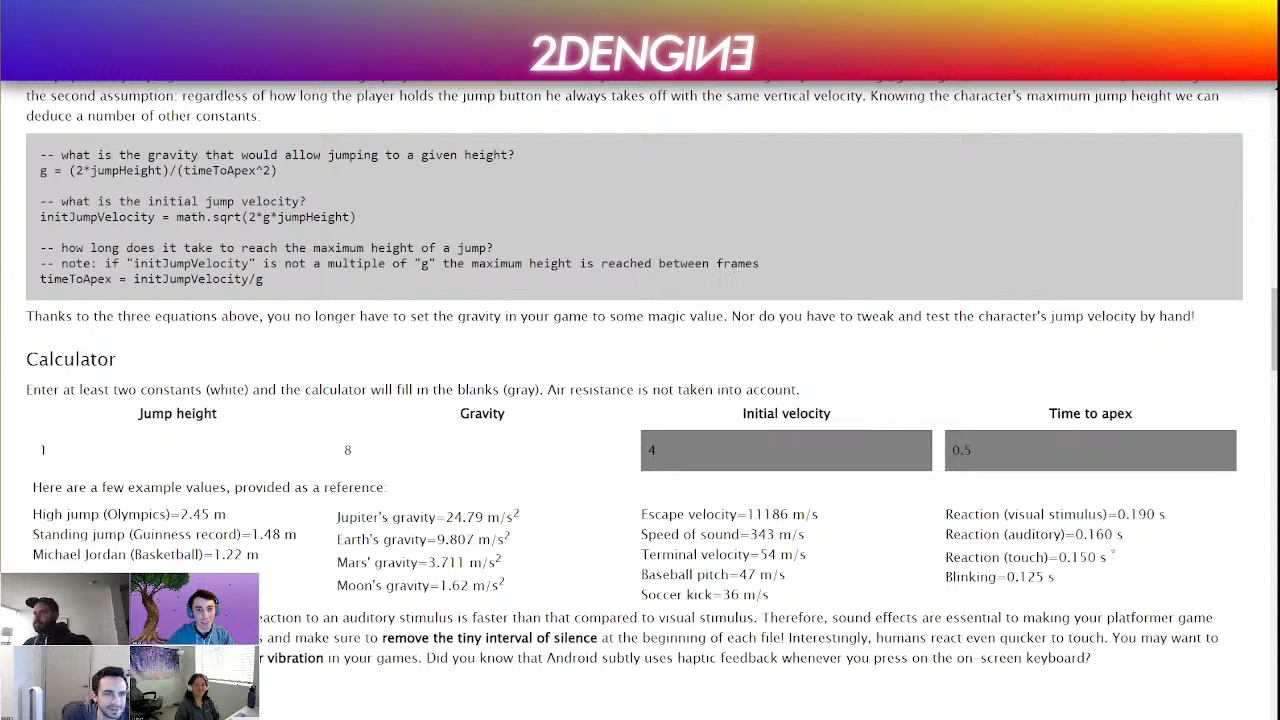 2DENGINE
the second assumption: regardless of how long the player holds the jump button he always takes off with the same vertical velocity. Knowing the character's maximum jump height we can
deduce a number of other constants:
-- what is the gravity that would allow jumping to a given height?
g = (2*jumpHeight)/(timeToApex^2)
-- what is the initial jump velocity?
initJumpVelocity = math.sqrt(2*g*jumpHeight)
-- how long does it take to reach the maximum height of a jump?
-- note: if "initJumpVelocity" is not a multiple of "g" the maximum height is reached between frames
timeToApex = initJumpVelocity/g
Thanks to the three equations above, you no longer have to set the gravity in your game to some magic value. Nor do you have to tweak and test the character's jump velocity by hand!
Calculator
Enter at least two constants (white) and the calculator will fill in the blanks (gray). Air resistance is not taken into account.
Jump height Gravity Initial velocity Time to apex
1 8 4 0.5
Here are a few example values, provided as a reference:
High jump (Olympics)=2.45 m
Standing jump (Guinness record)=1.48 m
Michael Jordan (Basketball)=1.22 m
Jupiter's gravity=24.79 m/s²
Earth's gravity=9.807 m/s²
Mars' gravity=3.711 m/s²
Moon's gravity=1.62 m/s²
Escape velocity=11186 m/s
Speed of sound=343 m/s
Terminal velocity=54 m/s
Baseball pitch=47 m/s
Soccer kick=36 m/s
Reaction (visual stimulus)=0.190 s
Reaction (auditory)=0.160 s
Reaction (touch)=0.150 s *
Blinking=0.125 s
eaction to an auditory stimulus is faster than that compared to visual stimulus. Therefore, sound effects are essential to making your platformer game
s and make sure to remove the tiny interval of silence at the beginning of each file! Interestingly, humans react even quicker to touch. You may want to
r vibration in your games. Did you know that Android subtly uses haptic feedback whenever you press on the on-screen keyboard?